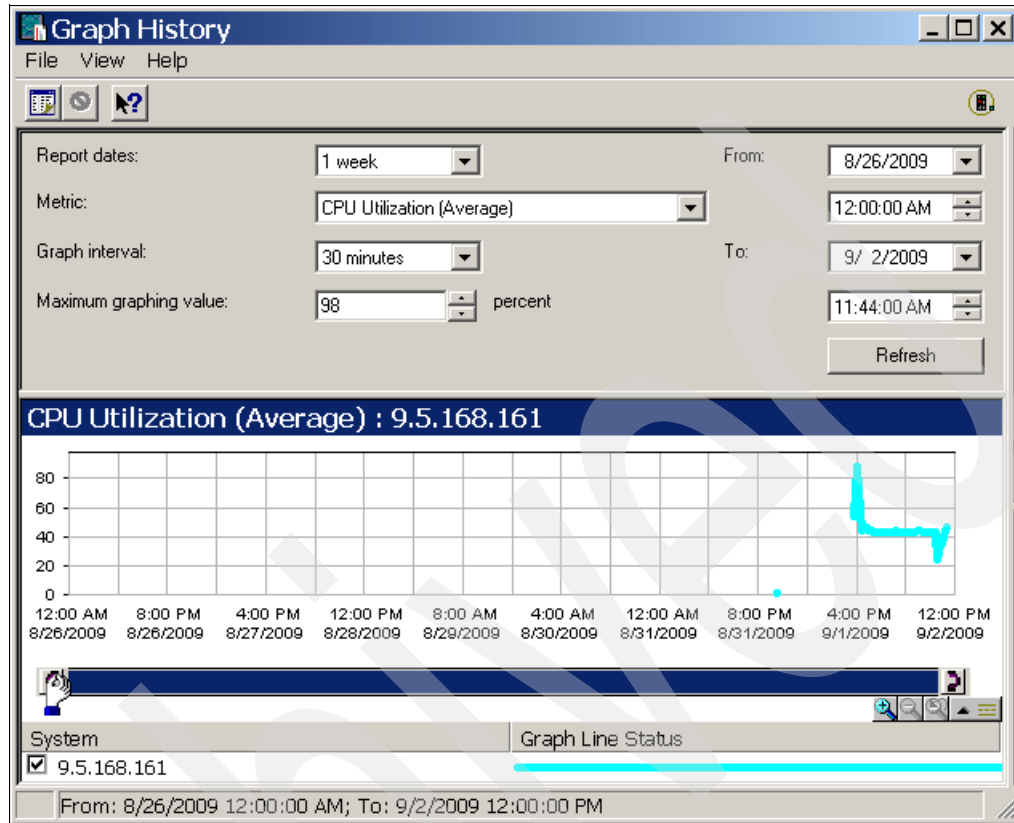 Graph History
File View Help
Report dates: 1 week From: 8/26/2009
Metric: CPU Utilization (Average) 12:00:00 AM
Graph interval: 30 minutes To: 9/ 2/2009
Maximum graphing value: 98 percent 11:44:00 AM
Refresh
CPU Utilization (Average) : 9.5.168.161
80
60
40
20
0
12:00 AM 8:00 PM 4:00 PM 12:00 PM 8:00 AM 4:00 AM 12:00 AM 8:00 PM 4:00 PM 12:00 PM
8/26/2009 8/26/2009 8/27/2009 8/28/2009 8/29/2009 8/30/2009 8/31/2009 8/31/2009 9/1/2009 9/2/2009
System Graph Line Status
9.5.168.161
From: 8/26/2009 12:00:00 AM; To: 9/2/2009 12:00:00 PM